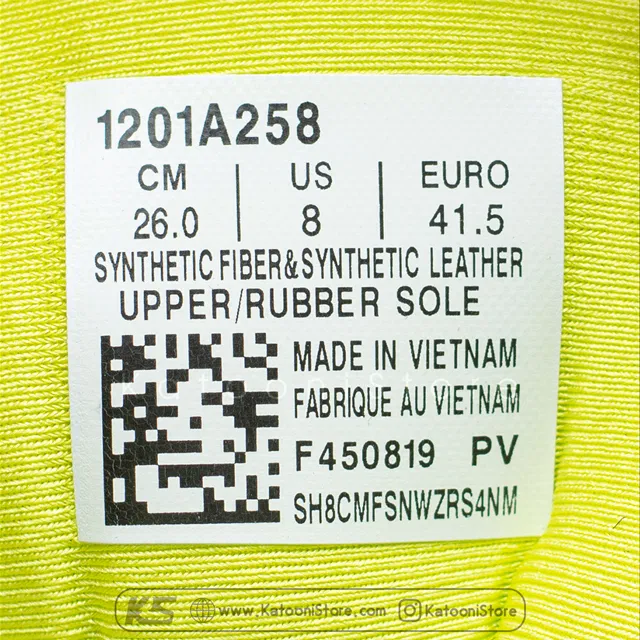 1201A258
CM | US | EURO
26.0 | 8 | 41.5
SYNTHETIC FIBER&SYNTHETIC LEATHER
UPPER/RUBBER SOLE
MADE IN VIETNAM
FABRIQUE AU VIETNAM
F450819 PV
SH8CMFSNWZRS4NM
KatooniStore
KS www.KatooniStore.com KatooniStore